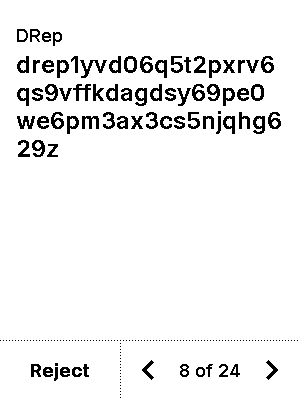 DRep
drep1yvd06q5t2pxrv6
qs9vffkdagdsy69pe0
we6pm3ax3cs5njqhg6
29z
Reject
8 of 24